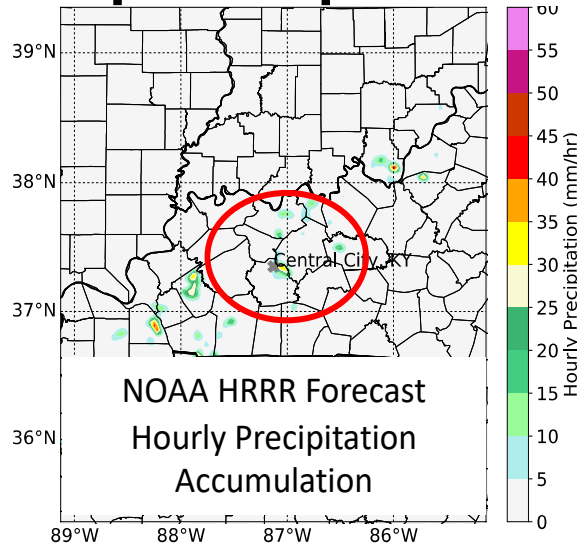 39°N
38°N
37°N
36°N
89°W 88°W 87°W 86°W
Central City, KY
NOAA HRRR Forecast
Hourly Precipitation
Accumulation
60
55
50
45
40
35
30
25
20
15
10
5
0
Hourly Precipitation (mm/hr)